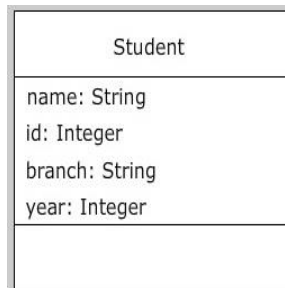 Student
name: String
id: Integer
branch: String
year: Integer